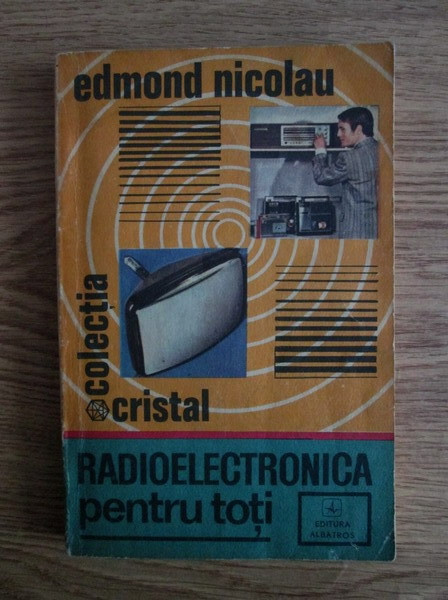 edmond nicolau
colecția
cristal
RADIOELECTRONICA
pentru toți
EDITURA
ALBATROS